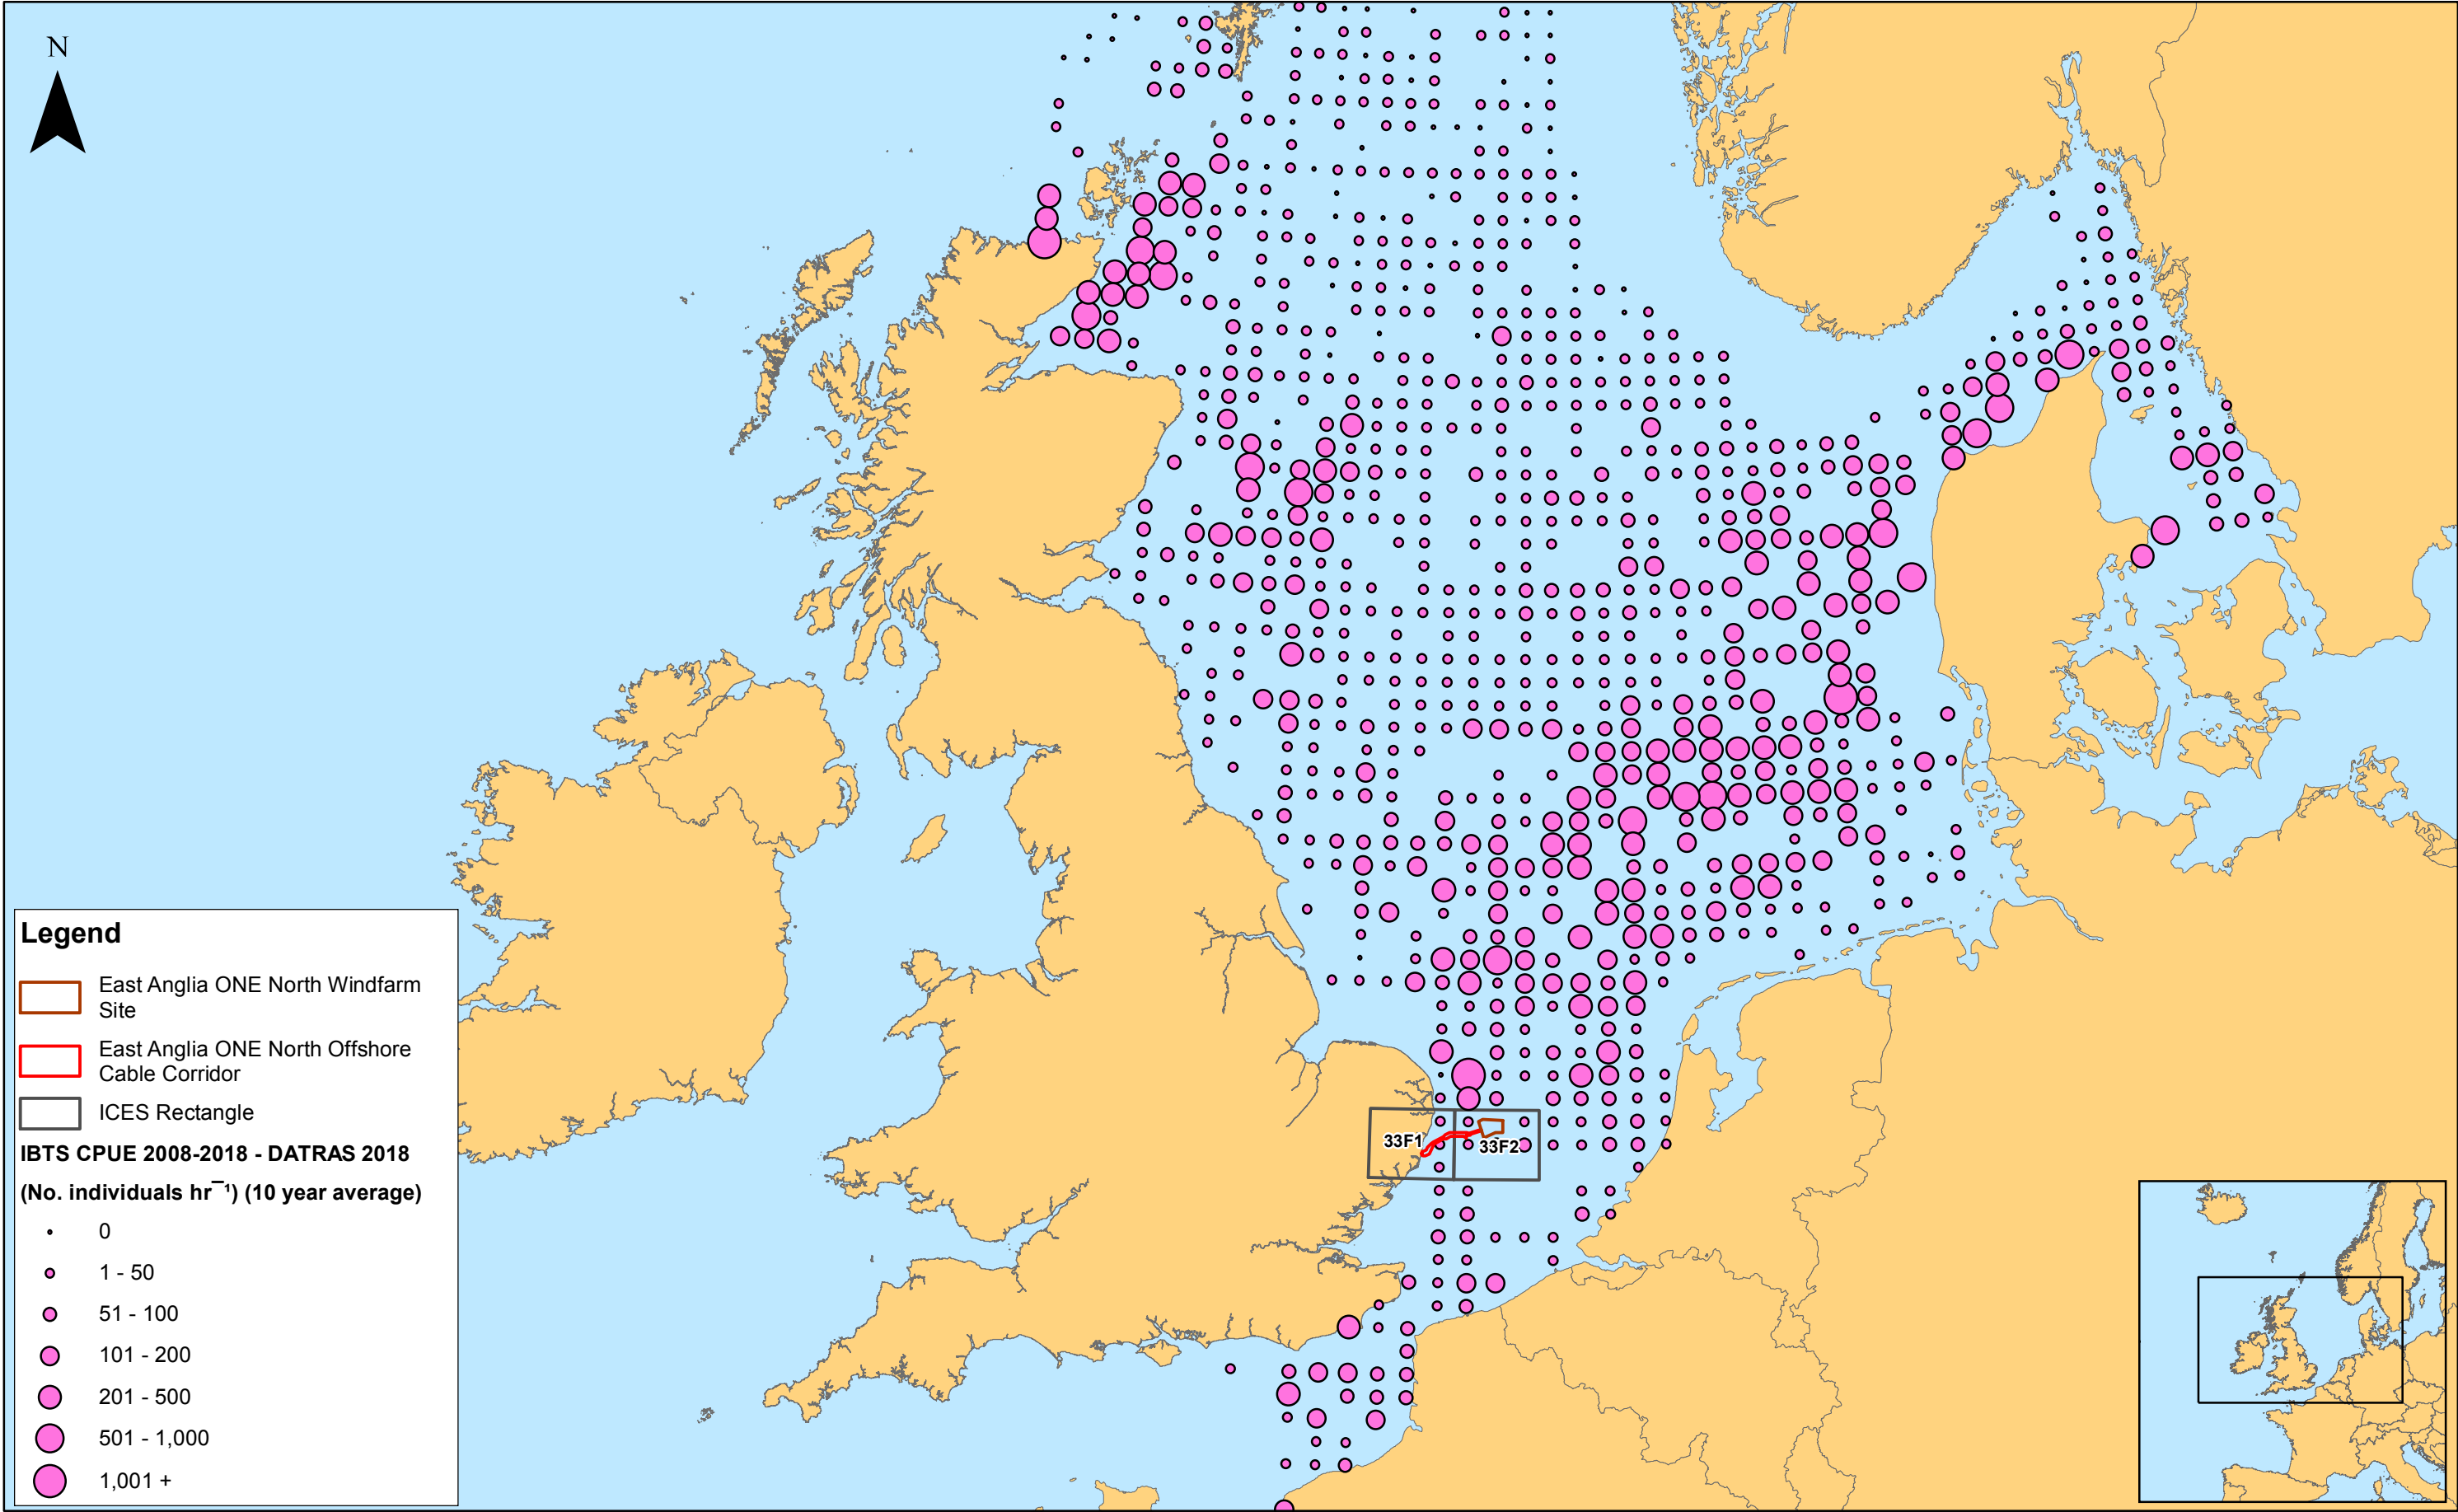 N
Legend
East Anglia ONE North Windfarm
Site
East Anglia ONE North Offshore
Cable Corridor
ICES Rectangle
IBTS CPUE 2008-2018 - DATRAS 2018
(No. individuals hr⁻¹) (10 year average)
0
1 - 50
51 - 100
101 - 200
201 - 500
501 - 1,000
1,001 +
33F1
33F2